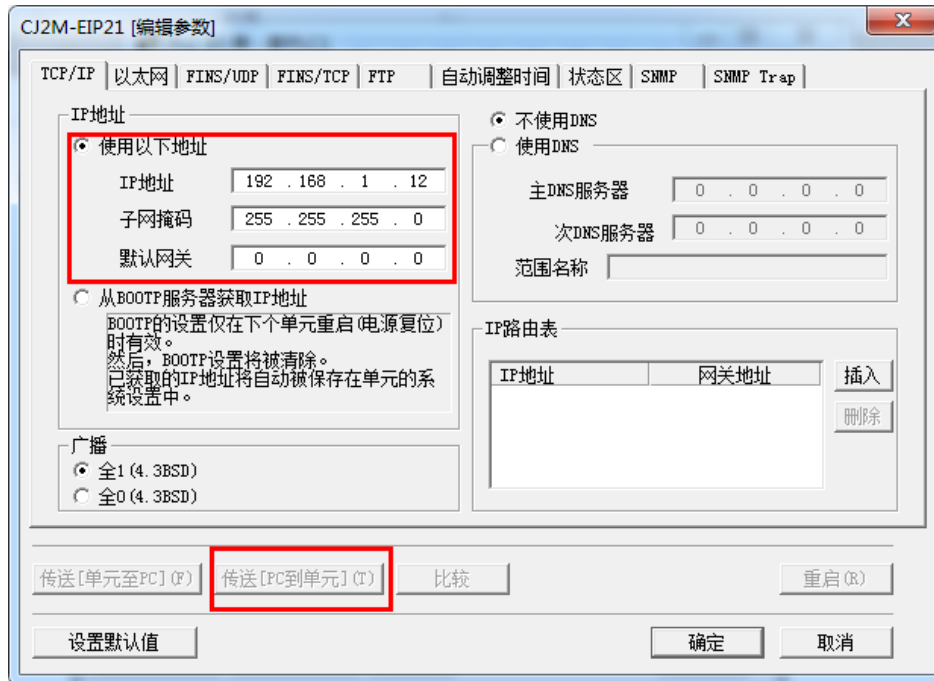 CJ2M-EIP21 [编辑参数]
TCP/IP 以太网 FINS/UDP FINS/TCP FTP 自动调整时间 状态区 SNMP SNMP Trap
IP地址
使用以下地址
IP地址 192 . 168 . 1 . 12
子网掩码 255 . 255 . 255 . 0
默认网关 0 . 0 . 0 . 0
从BOOTP服务器获取IP地址
BOOTP的设置仅在下个单元重启(电源复位)
时有效。
然后，BOOTP设置将被清除。
已获取的IP地址将自动被保存在单元的系
统设置中。
广播
全1(4.3BSD)
全0(4.3BSD)
不使用DNS
使用DNS
主DNS服务器 0 . 0 . 0 . 0
次DNS服务器 0 . 0 . 0 . 0
范围名称
IP路由表
IP地址 网关地址
插入
删除
传送[单元至PC](F) 传送[PC到单元](T) 比较 重启(R)
设置默认值 确定 取消